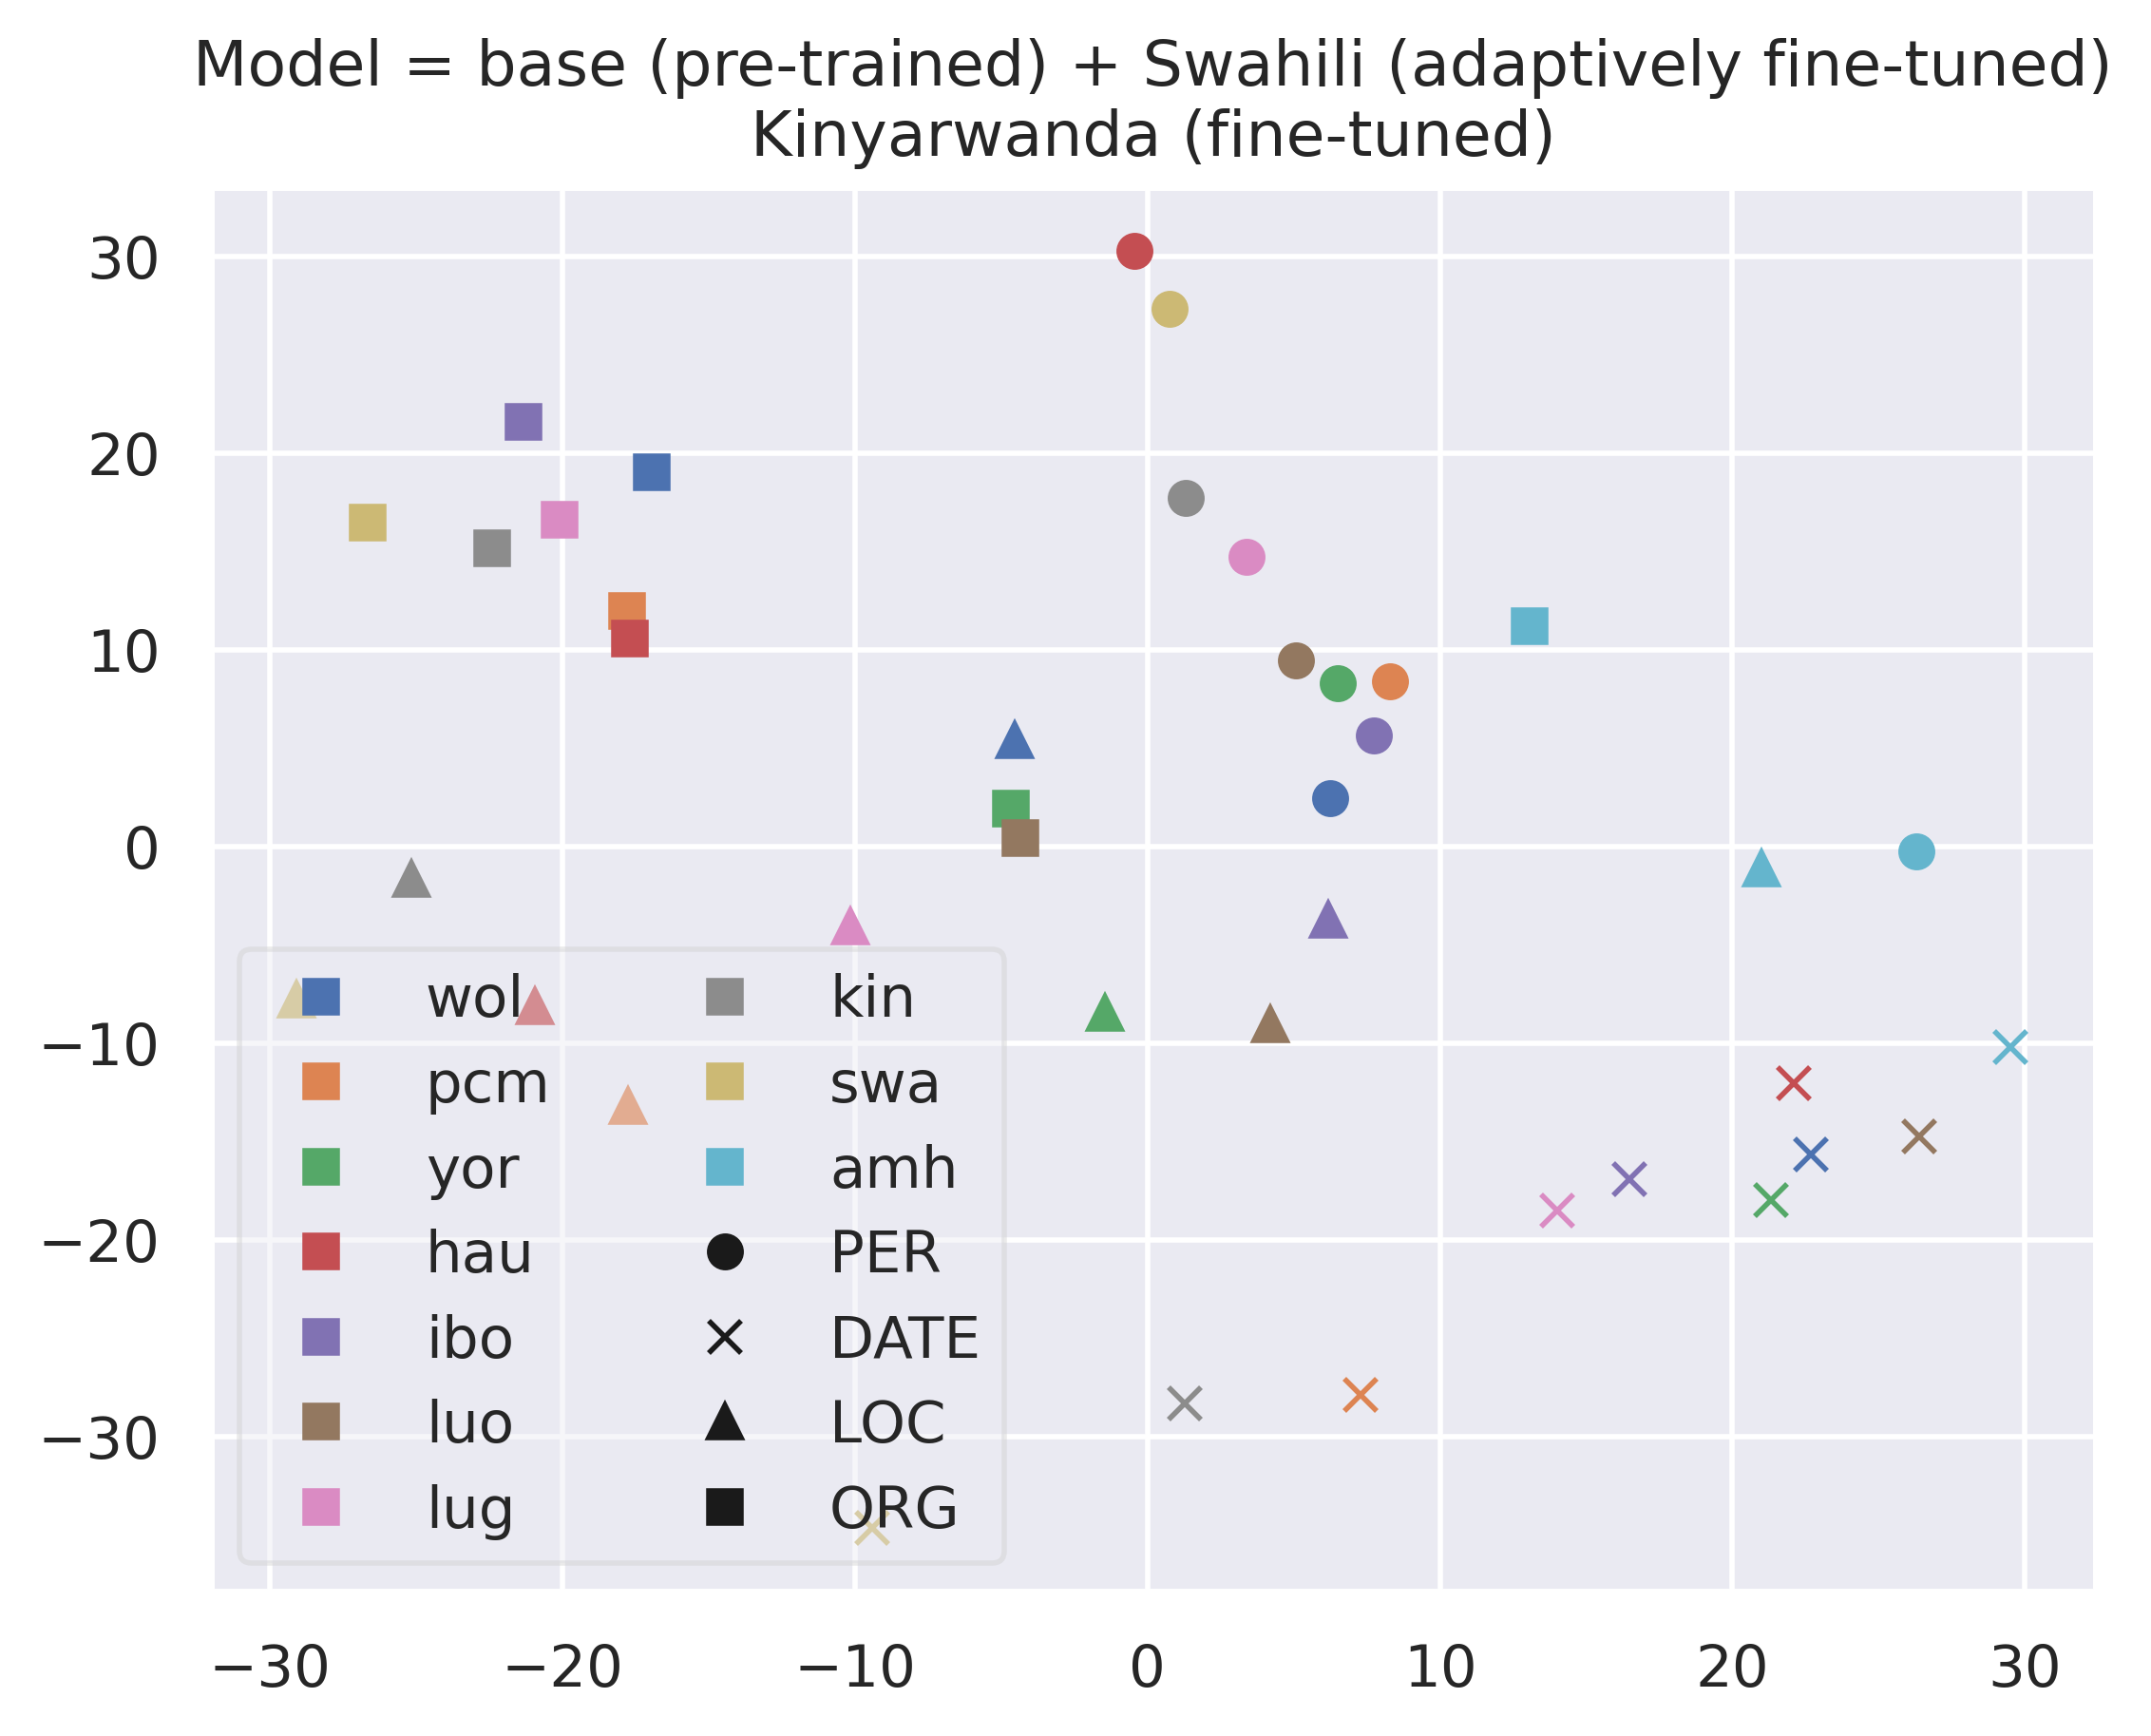 Model = base (pre-trained) + Swahili (adaptively fine-tuned)
Kinyarwanda (fine-tuned)
30
20
10
0
−10
−20
−30
wol
pcm
yor
hau
ibo
luo
lug
kin
swa
amh
PER
DATE
LOC
ORG
−30 −20 −10 0 10 20 30